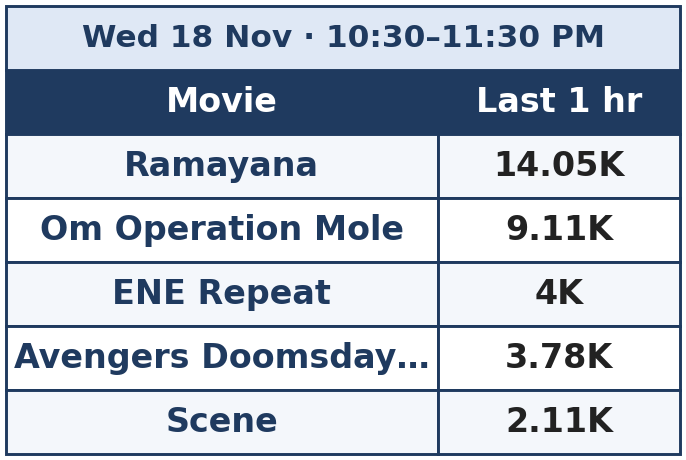 Wed 18 Nov · 10:30–11:30 PM
Movie Last 1 hr
Ramayana 14.05K
Om Operation Mole 9.11K
ENE Repeat 4K
Avengers Doomsday... 3.78K
Scene 2.11K